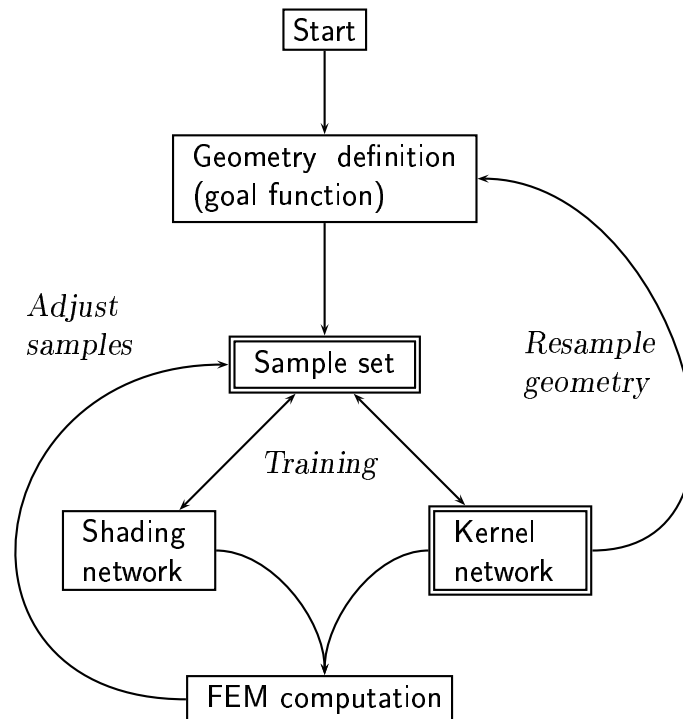 Start
Geometry definition
(goal function)
Adjust
samples
Resample
geometry
Sample set
Training
Shading
network
Kernel
network
FEM computation